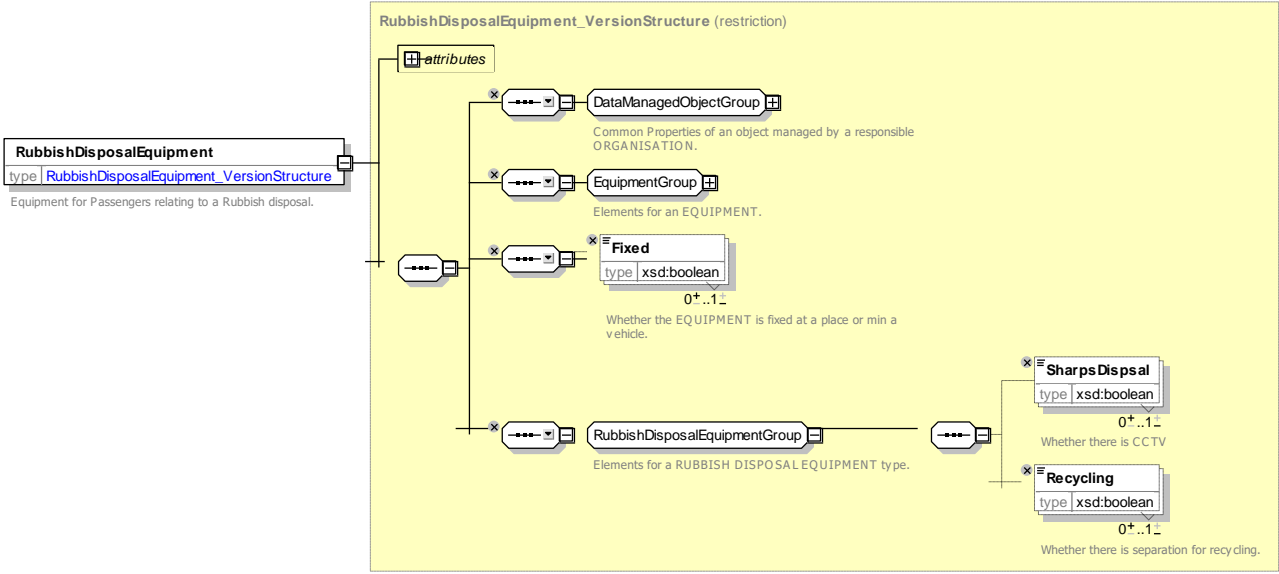 RubbishDisposalEquipment_VersionStructure (restriction)
attributes
DataManagedObjectGroup
Common Properties of an object managed by a responsible
ORGANISATION.
RubbishDisposalEquipment
type RubbishDisposalEquipment_VersionStructure
Equipment for Passengers relating to a Rubbish disposal.
EquipmentGroup
Elements for an EQUIPMENT.
Fixed
type xsd:boolean
0..1
Whether the EQUIPMENT is fixed at a place or min a
vehicle.
RubbishDisposalEquipmentGroup
Elements for a RUBBISH DISPOSAL EQUIPMENT type.
SharpsDispsal
type xsd:boolean
0..1
Whether there is CCTV
Recycling
type xsd:boolean
0..1
Whether there is separation for recycling.